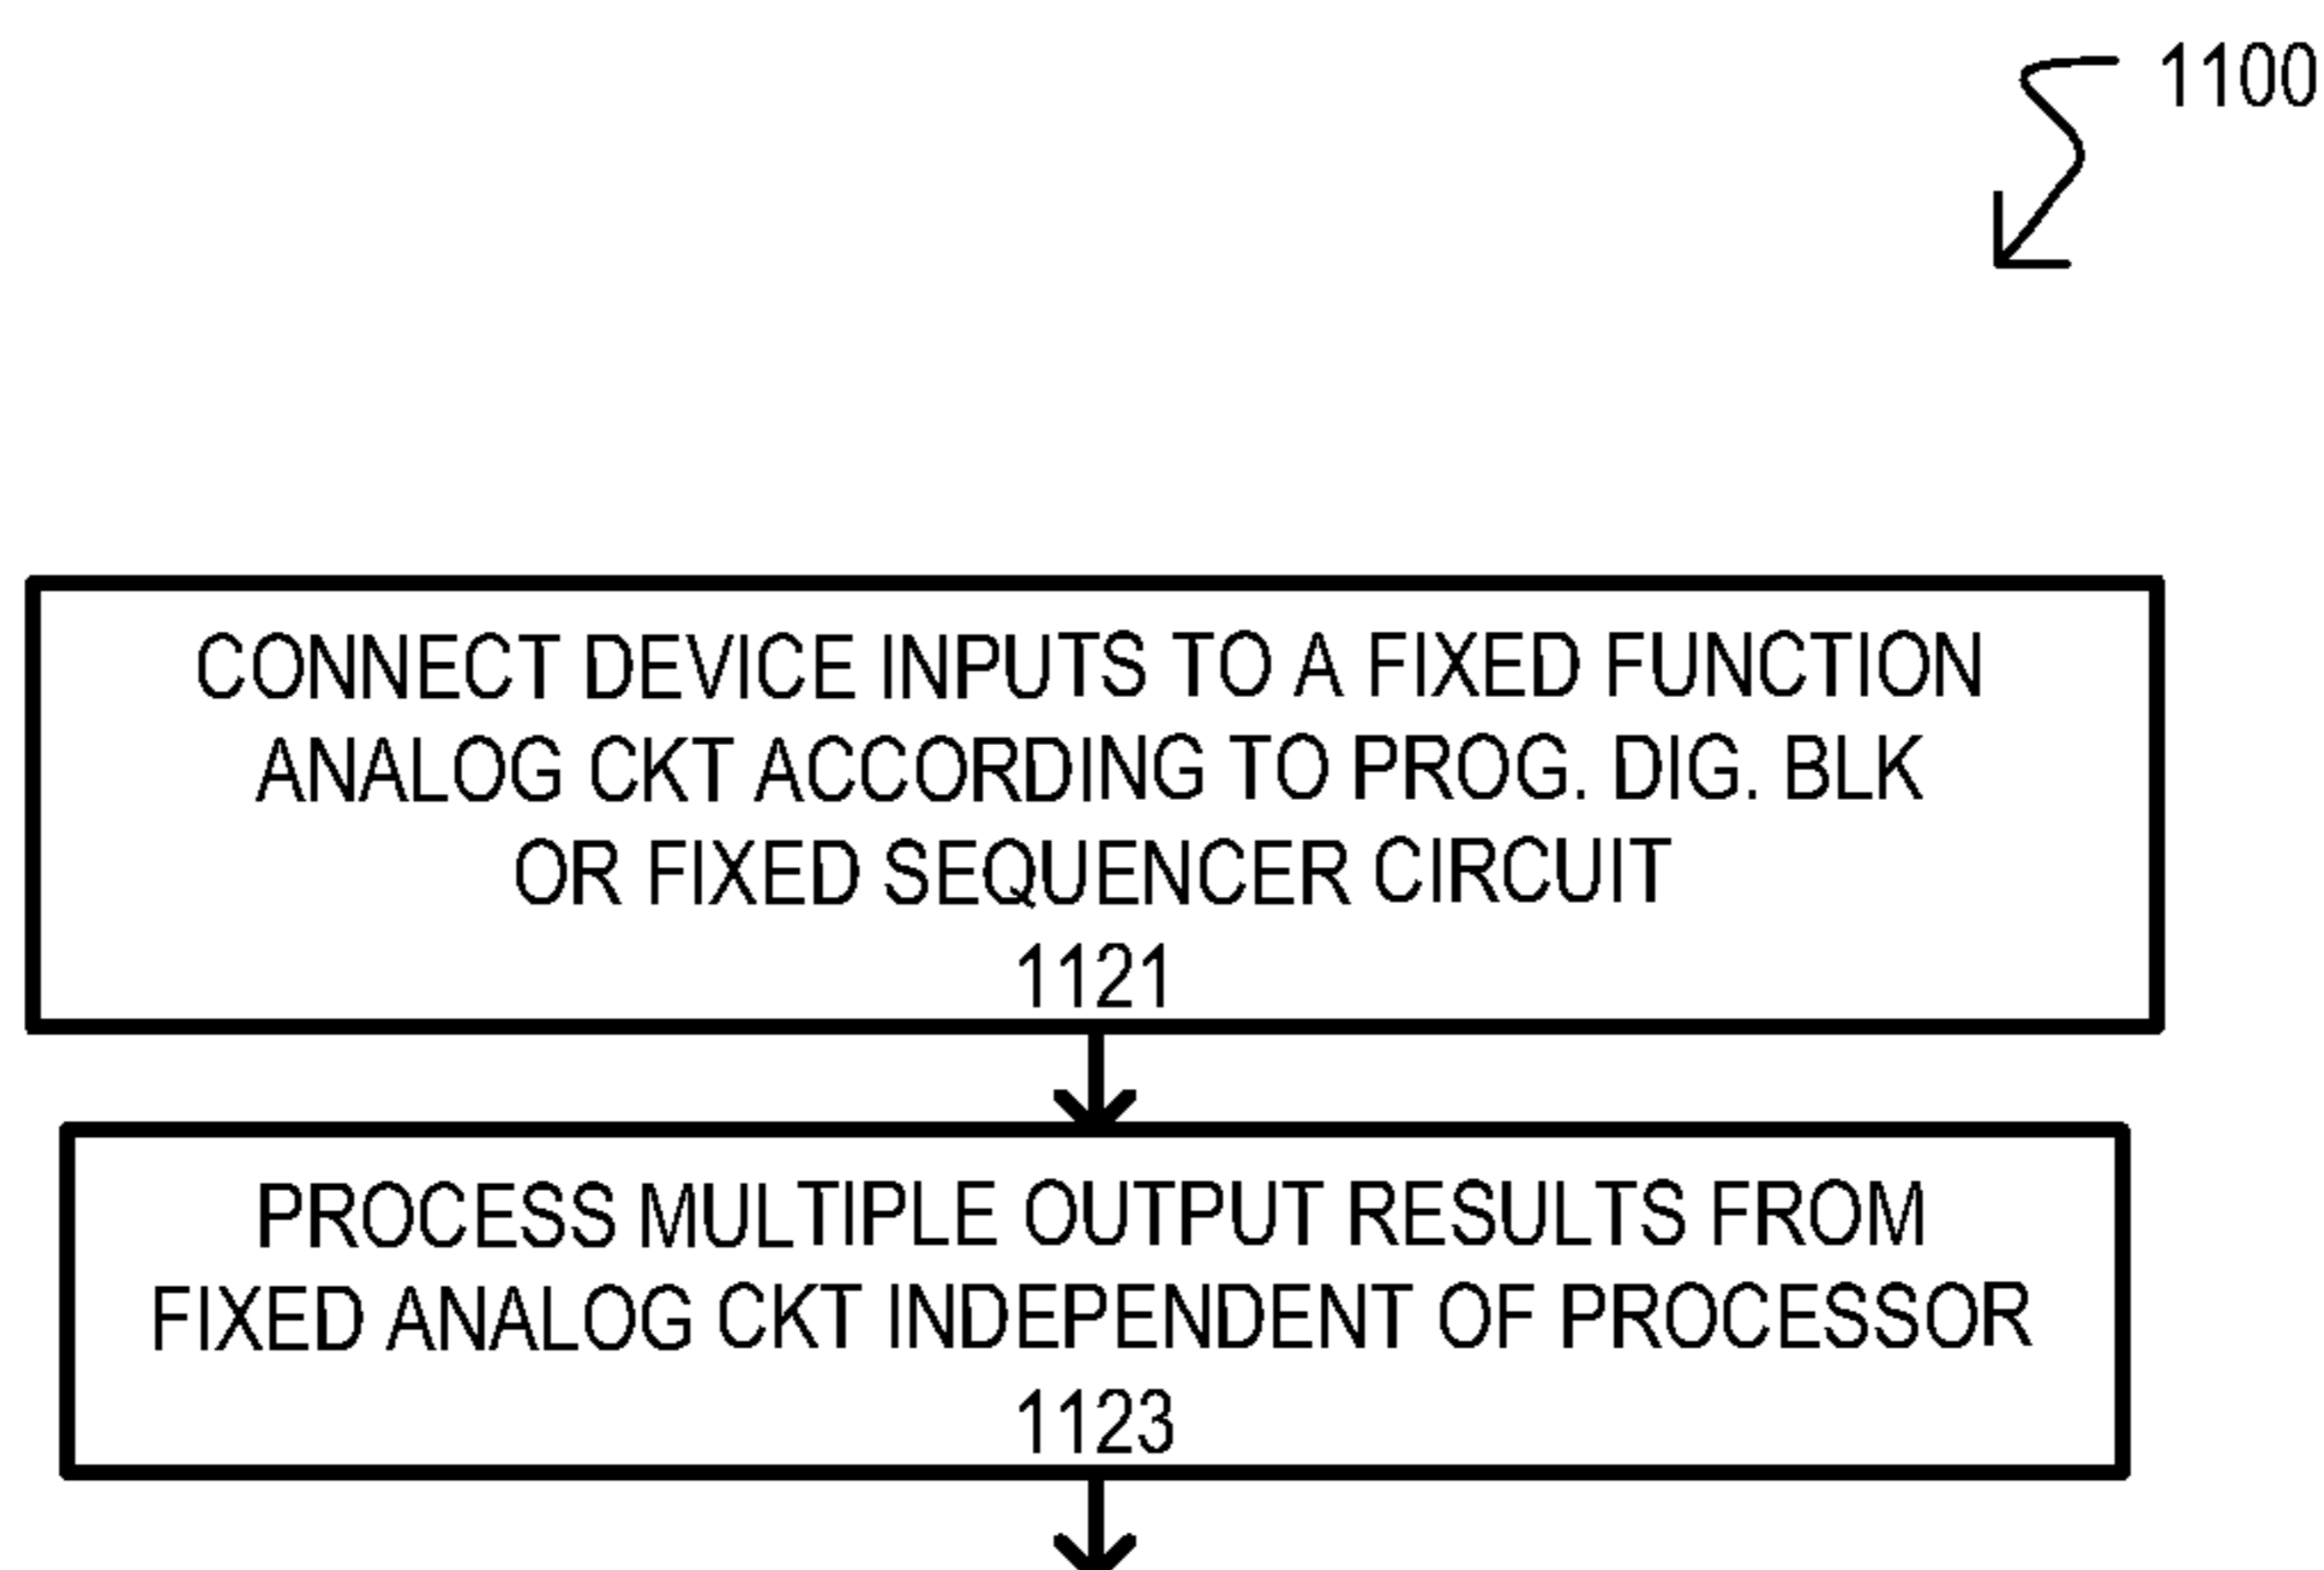 1100
CONNECT DEVICE INPUTS TO A FIXED FUNCTION
ANALOG CKT ACCORDING TO PROG. DIG. BLK
OR FIXED SEQUENCER CIRCUIT
1121
PROCESS MULTIPLE OUTPUT RESULTS FROM
FIXED ANALOG CKT INDEPENDENT OF PROCESSOR
1123